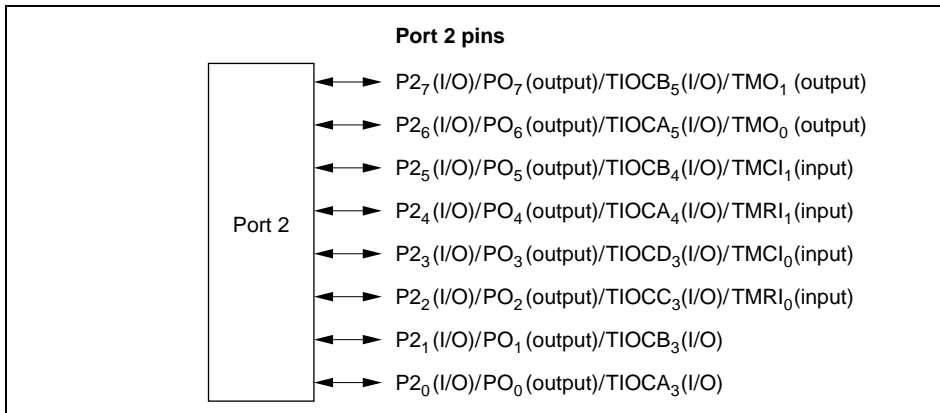 Port 2 pins
P2₇(I/O)/PO₇(output)/TIOCB₅(I/O)/TMO₁ (output)
P2₆(I/O)/PO₆(output)/TIOCA₅(I/O)/TMO₀ (output)
P2₅(I/O)/PO₅(output)/TIOCB₄(I/O)/TMCI₁(input)
Port 2
P2₄(I/O)/PO₄(output)/TIOCA₄(I/O)/TMRI₁(input)
P2₃(I/O)/PO₃(output)/TIOCD₃(I/O)/TMCI₀(input)
P2₂(I/O)/PO₂(output)/TIOCC₃(I/O)/TMRI₀(input)
P2₁(I/O)/PO₁(output)/TIOCB₃(I/O)
P2₀(I/O)/PO₀(output)/TIOCA₃(I/O)